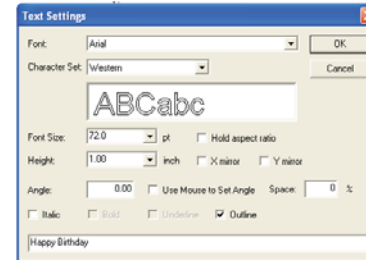 Text Settings
Font: Arial OK
Character Set: Western Cancel
ABCabc
Font Size: 72.0 pt Hold aspect ratio
Height: 1.00 inch X mirror Y mirror
Angle: 0.00 Use Mouse to Set Angle Space: 0 %
Italic Bold Underline Outline
Happy Birthday